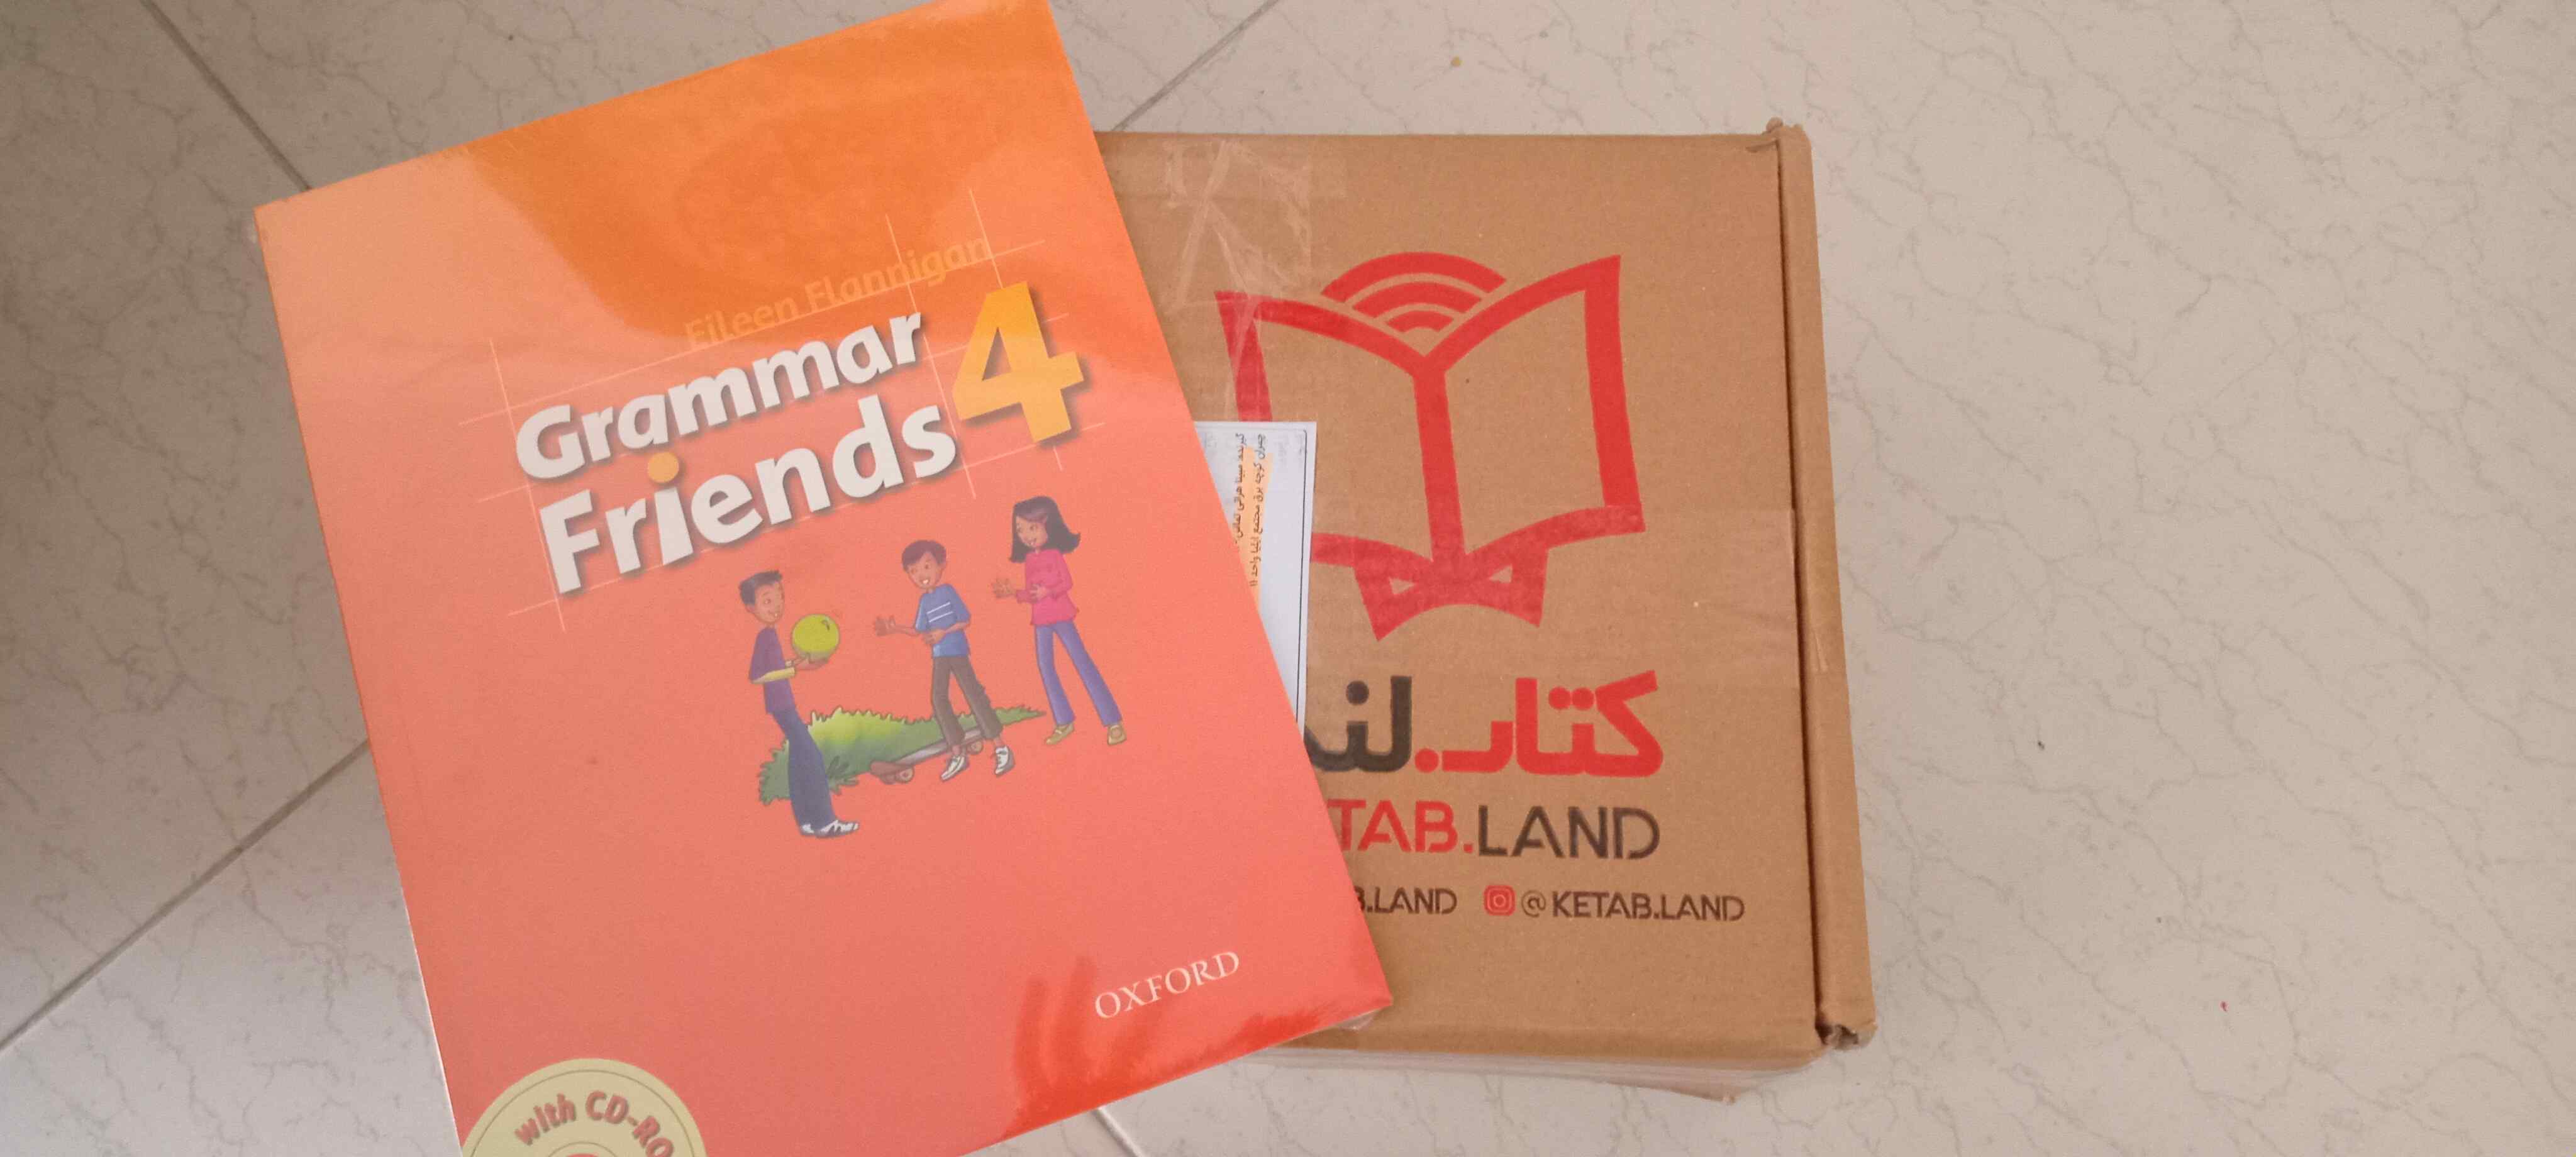 Eileen Flannigan
Grammar
Friends 4
OXFORD
with CD-RO
کتاب.لند
TAB.LAND
B.LAND @KETAB.LAND